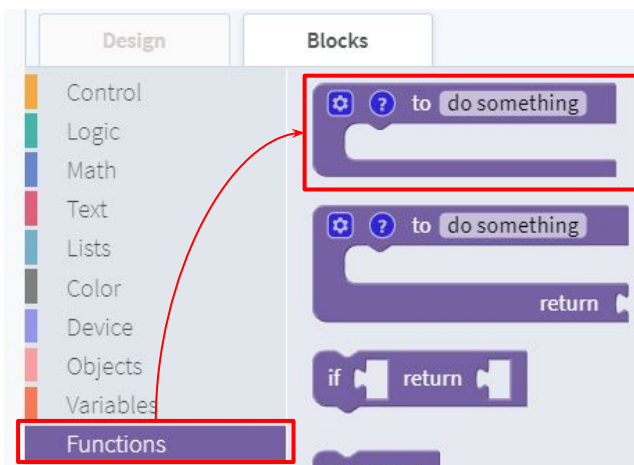 Design
Blocks
Control
Logic
Math
Text
Lists
Color
Device
Objects
Variables
Functions
? to do something
? to do something
return
if return